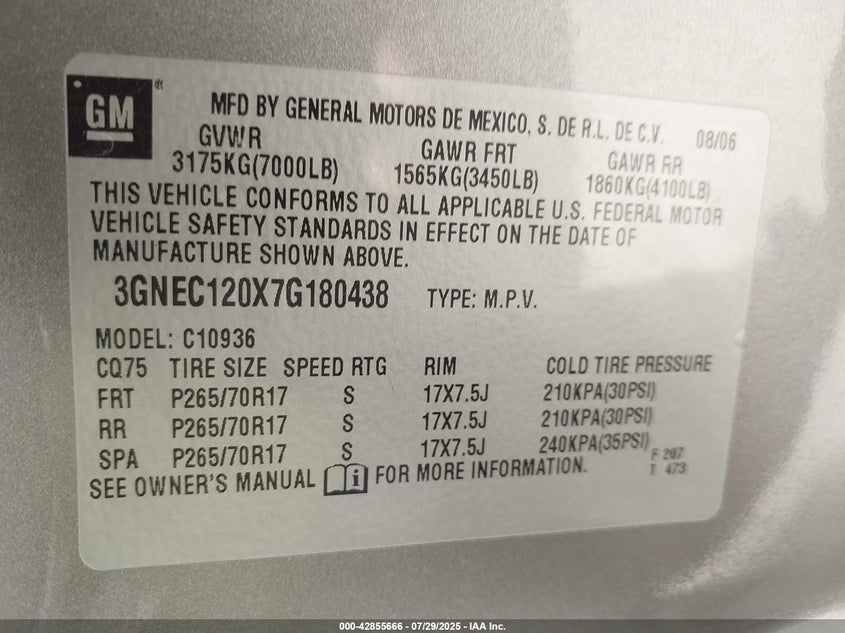 GM ®
MFD BY GENERAL MOTORS DE MEXICO, S. DE R.L. DE C.V. 08/06
GVWR GAWR FRT GAWR RR
3175KG(7000LB) 1565KG(3450LB) 1860KG(4100LB)
THIS VEHICLE CONFORMS TO ALL APPLICABLE U.S. FEDERAL MOTOR
VEHICLE SAFETY STANDARDS IN EFFECT ON THE DATE OF
MANUFACTURE SHOWN ABOVE.
3GNEC120X7G180438 TYPE: M.P.V.
MODEL: C10936
CQ75 TIRE SIZE SPEED RTG RIM COLD TIRE PRESSURE
FRT P265/70R17 S 17X7.5J 210KPA(30PSI)
RR P265/70R17 S 17X7.5J 210KPA(30PSI)
SPA P265/70R17 S 17X7.5J 240KPA(35PSI)
F 207
T 473
SEE OWNER'S MANUAL i FOR MORE INFORMATION.
000-42855666 - 07/29/2025 - IAA Inc.